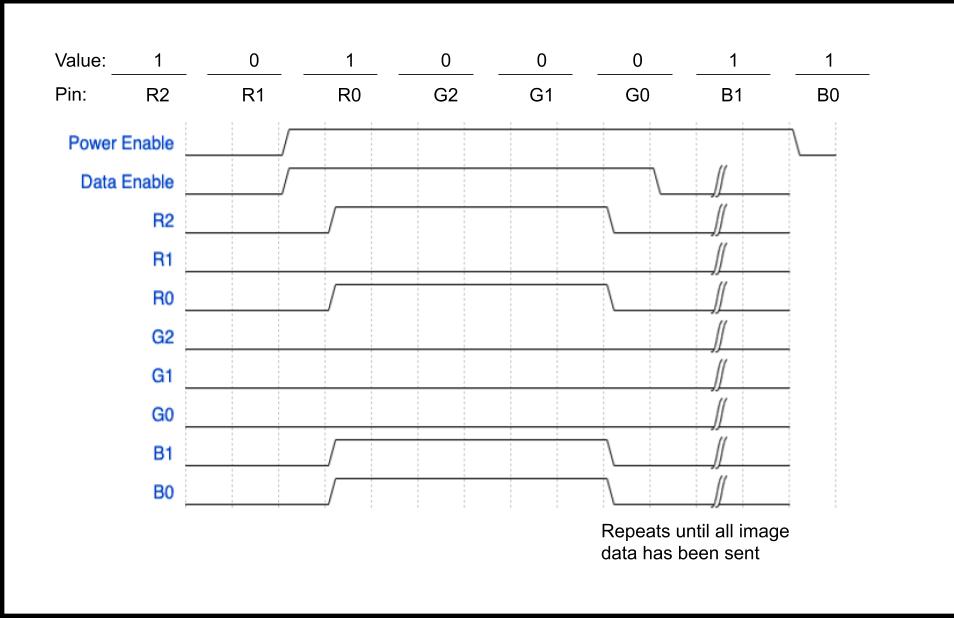 Value: 1 0 1 0 0 0 1 1
Pin: R2 R1 R0 G2 G1 G0 B1 B0
Power Enable
Data Enable
R2
R1
R0
G2
G1
G0
B1
B0
Repeats until all image
data has been sent